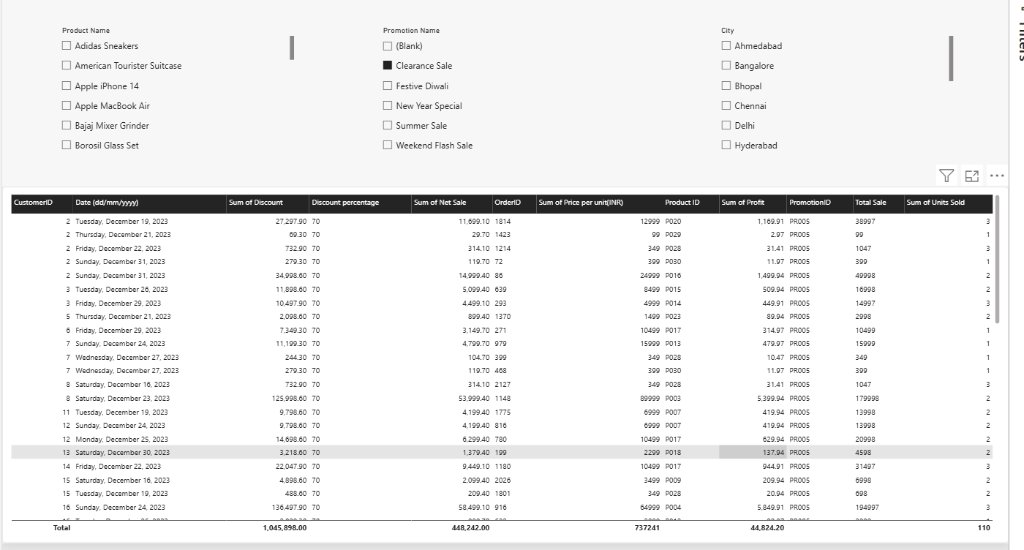 Filters
Product Name Promotion Name City
Adidas Sneakers (Blank) Ahmedabad
American Tourister Suitcase Clearance Sale Bangalore
Apple iPhone 14 Festive Diwali Bhopal
Apple MacBook Air New Year Special Chennai
Bajaj Mixer Grinder Summer Sale Delhi
Borosil Glass Set Weekend Flash Sale Hyderabad
CustomerID Date (dd/mm/yyyy) Sum of Discount Discount percentage Sum of Net Sale OrderID Sum of Price per unit(INR) Product ID Sum of Profit PromotionID Total Sale Sum of Units Sold
2 Tuesday, December 19, 2023 27,297.90 70 11,699.10 1814 12999 P020 1,169.91 PR005 38997 3
2 Thursday, December 21, 2023 69.30 70 29.70 1423 99 P029 2.97 PR005 99 1
2 Friday, December 22, 2023 732.90 70 314.10 1214 349 P028 31.41 PR005 1047 3
2 Sunday, December 31, 2023 279.30 70 119.70 72 399 P030 11.97 PR005 399 1
2 Sunday, December 31, 2023 34,998.60 70 14,999.40 86 24999 P016 1,499.94 PR005 49998 2
3 Tuesday, December 26, 2023 11,898.60 70 5,099.40 639 8499 P015 509.94 PR005 16998 2
3 Friday, December 29, 2023 10,497.90 70 4,499.10 293 4999 P014 449.91 PR005 14997 3
5 Thursday, December 21, 2023 2,098.60 70 899.40 1370 1499 P023 89.94 PR005 2998 2
6 Friday, December 29, 2023 7,349.30 70 3,149.70 271 10499 P017 314.97 PR005 10499 1
7 Sunday, December 24, 2023 11,199.30 70 4,799.70 979 15999 P013 479.97 PR005 15999 1
7 Wednesday, December 27, 2023 244.30 70 104.70 399 349 P028 10.47 PR005 349 1
7 Wednesday, December 27, 2023 279.30 70 119.70 468 399 P030 11.97 PR005 399 1
8 Saturday, December 16, 2023 732.90 70 314.10 2127 349 P028 31.41 PR005 1047 3
8 Saturday, December 23, 2023 125,998.60 70 53,999.40 1148 89999 P003 5,399.94 PR005 179998 2
11 Tuesday, December 19, 2023 9,798.60 70 4,199.40 1775 6999 P007 419.94 PR005 13998 2
12 Sunday, December 24, 2023 9,798.60 70 4,199.40 816 6999 P007 419.94 PR005 13998 2
12 Monday, December 25, 2023 14,698.60 70 6,299.40 780 10499 P017 629.94 PR005 20998 2
13 Saturday, December 30, 2023 3,218.60 70 1,379.40 199 2299 P018 137.94 PR005 4598 2
14 Friday, December 22, 2023 22,047.90 70 9,449.10 1180 10499 P017 944.91 PR005 31497 3
15 Saturday, December 16, 2023 4,898.60 70 2,099.40 2026 3499 P009 209.94 PR005 6998 2
15 Tuesday, December 19, 2023 488.60 70 209.40 1801 349 P028 20.94 PR005 698 2
16 Sunday, December 24, 2023 136,497.90 70 58,499.10 916 64999 P004 5,849.91 PR005 194997 3
Total 1,045,898.00 448,242.00 737241 44,824.20 110